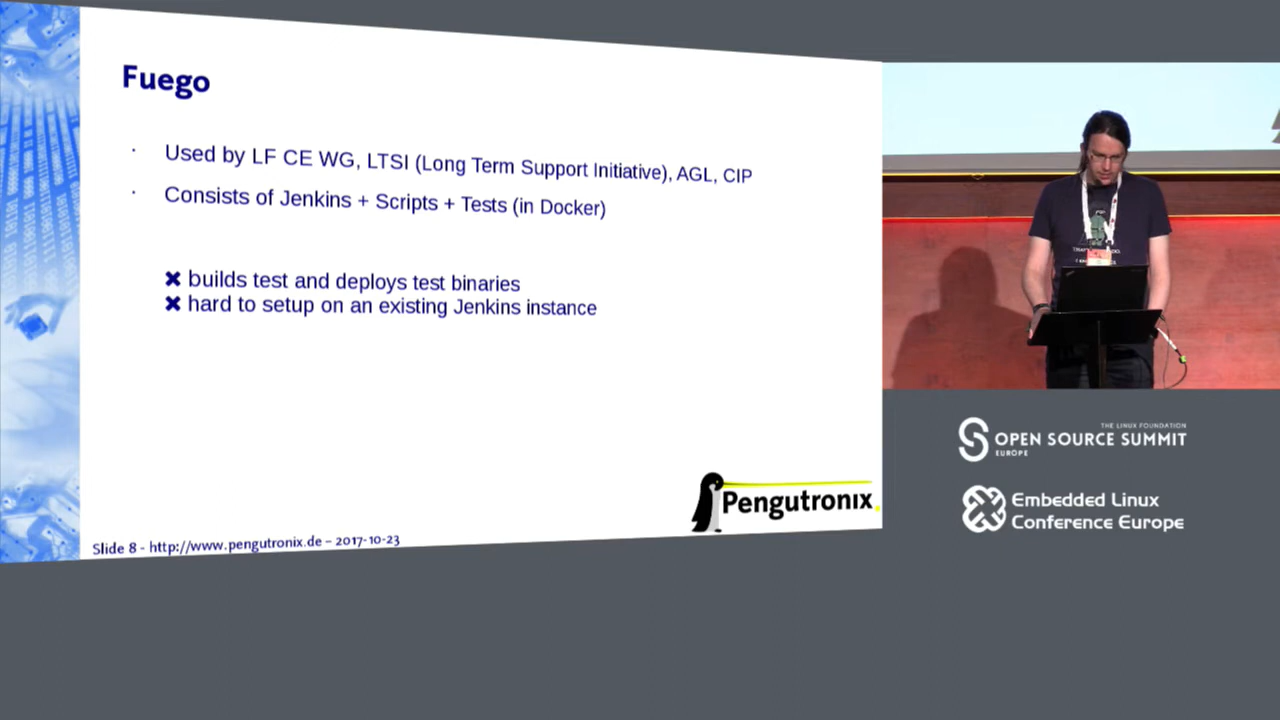 Fuego
· Used by LF CE WG, LTSI (Long Term Support Initiative), AGL, CIP
· Consists of Jenkins + Scripts + Tests (in Docker)
✖ builds test and deploys test binaries
✖ hard to setup on an existing Jenkins instance
Pengutronix
Slide 8 - http://www.pengutronix.de – 2017-10-23
THE LINUX FOUNDATION
OPEN SOURCE SUMMIT
EUROPE
Embedded Linux
Conference Europe